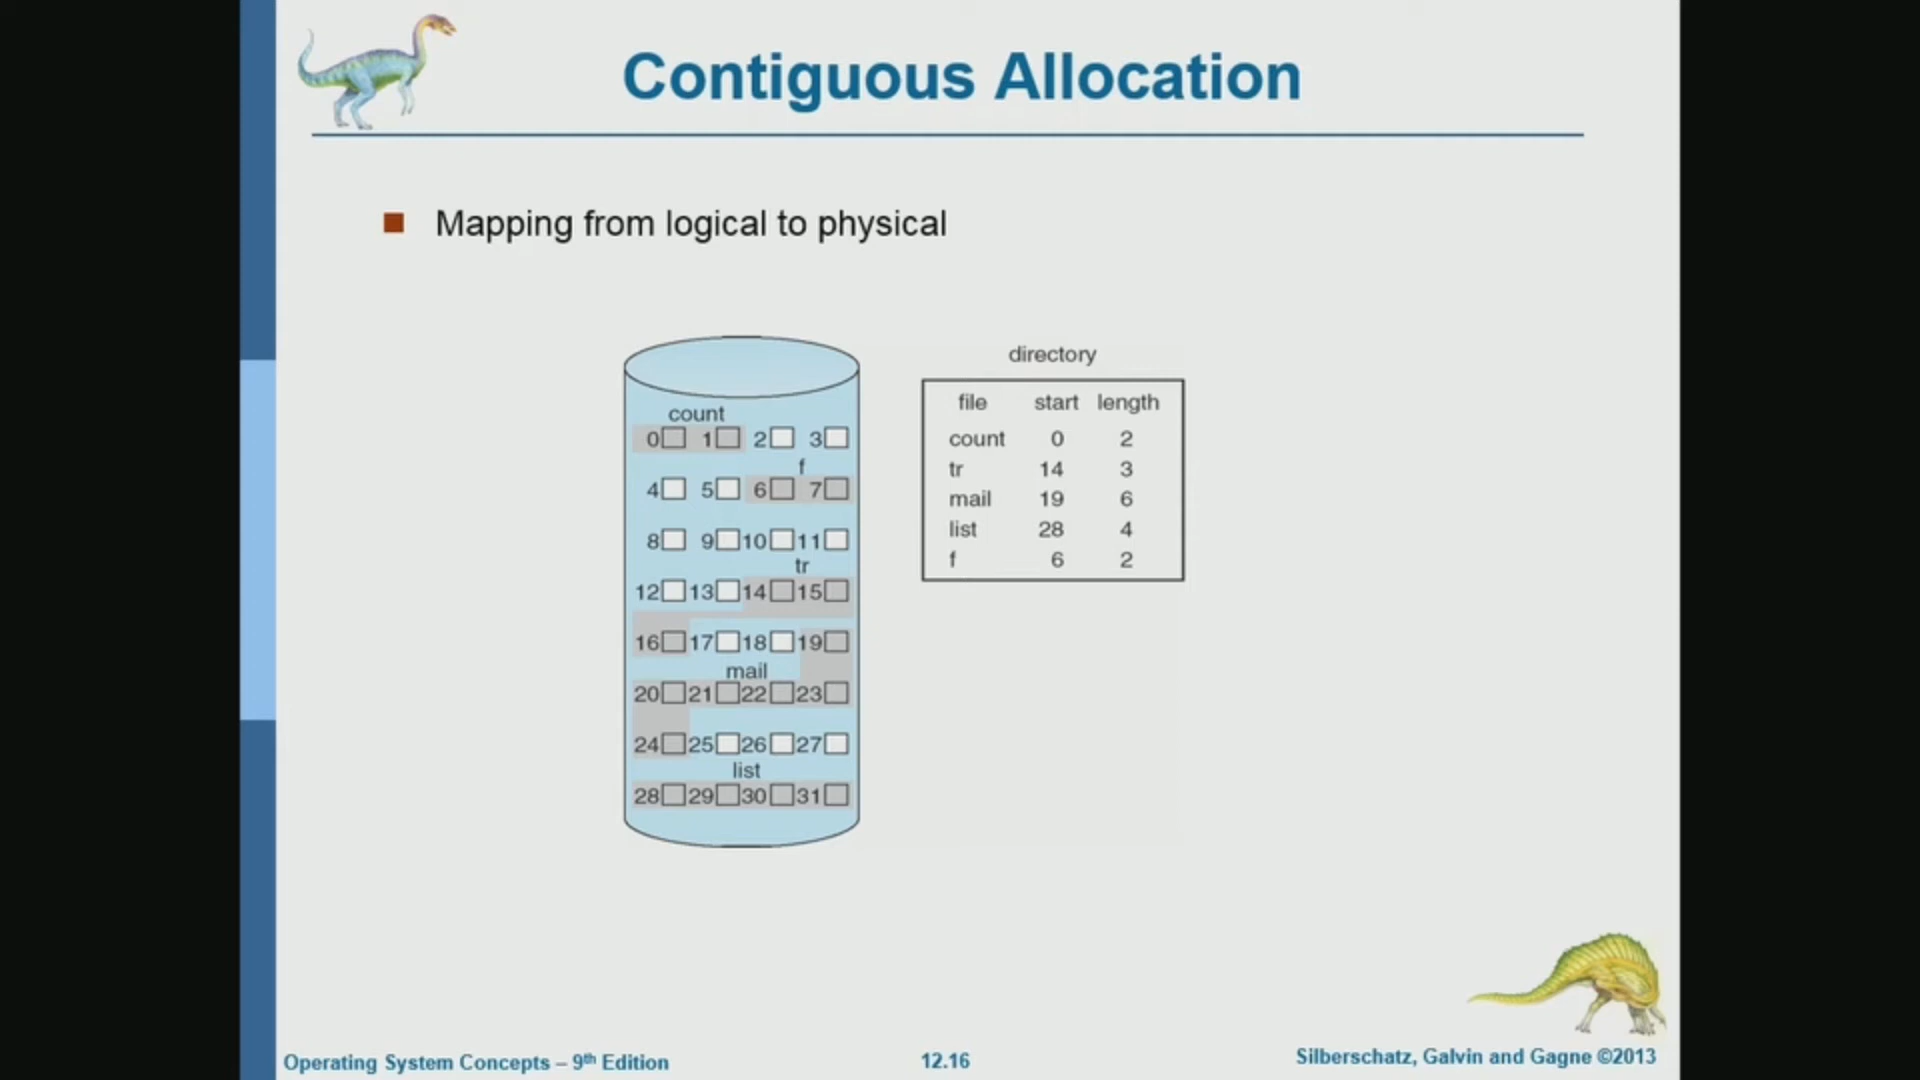 Contiguous Allocation
Mapping from logical to physical
count
0 1 2 3
f
4 5 6 7
8 9 10 11
tr
12 13 14 15
16 17 18 19
mail
20 21 22 23
24 25 26 27
list
28 29 30 31
directory
file start length
count 0 2
tr 14 3
mail 19 6
list 28 4
f 6 2
Operating System Concepts – 9th Edition
12.16
Silberschatz, Galvin and Gagne ©2013